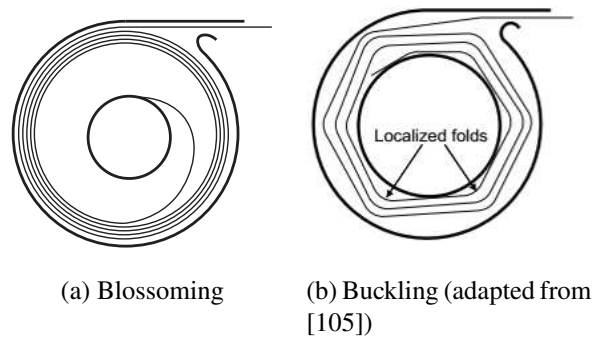 Localized folds
(a) Blossoming
(b) Buckling (adapted from
[105])